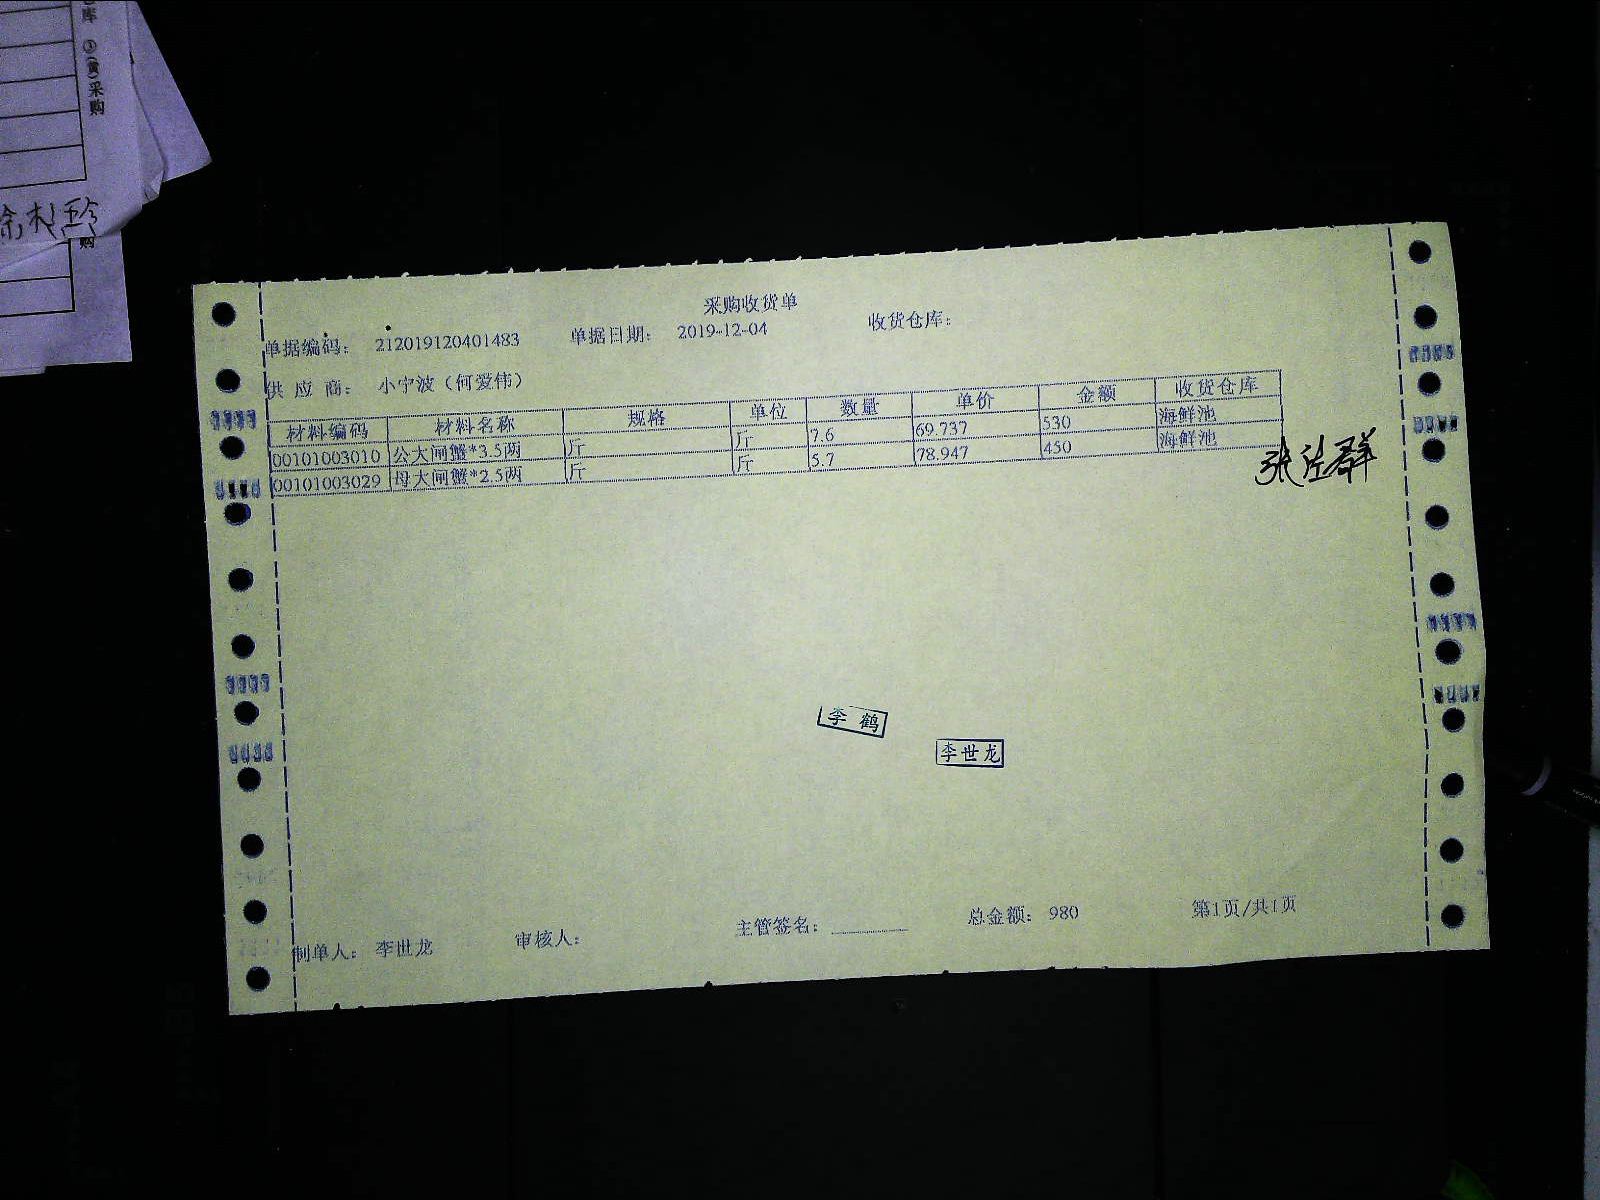 库 ③(黄)采购
购
采购收货单
单据编码： 212019120401483 单据日期： 2019-12-04 收货仓库：
供 应 商： 小宁波（何爱伟）
材料编码 材料名称 规格 单位 数量 单价 金额 收货仓库
00101003010 公大闸蟹*3.5两 斤 斤 7.6 69.737 530 海鲜池
00101003029 母大闸蟹*2.5两 斤 斤 5.7 78.947 450 海鲜池
李 鹤
李世龙
制单人： 李世龙 审核人： 主管签名： 总金额： 980 第1页/共1页